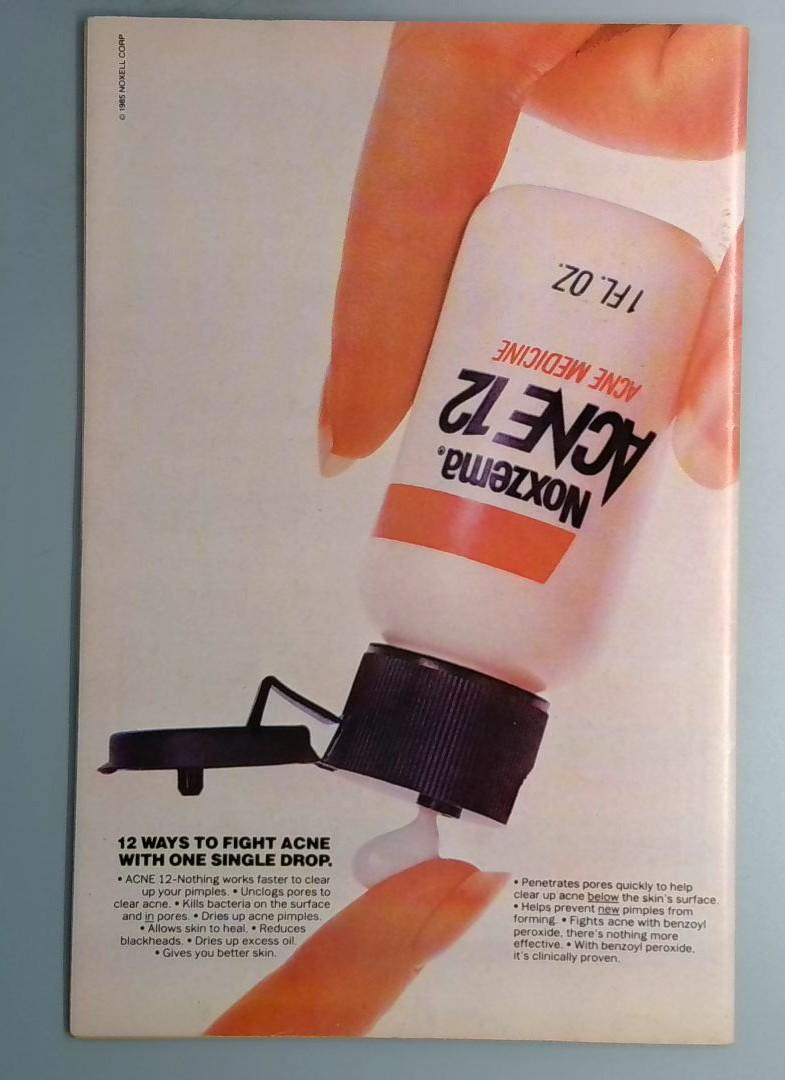 © 1985 NOXELL CORP
1 FL. OZ.
ACNE MEDICINE
ACNE 12
Noxzema®
12 WAYS TO FIGHT ACNE
WITH ONE SINGLE DROP.
• ACNE 12-Nothing works faster to clear
up your pimples. • Unclogs pores to
clear acne. • Kills bacteria on the surface
and in pores. • Dries up acne pimples.
• Allows skin to heal. • Reduces
blackheads. • Dries up excess oil.
• Gives you better skin.
• Penetrates pores quickly to help
clear up acne below the skin's surface.
• Helps prevent new pimples from
forming. • Fights acne with benzoyl
peroxide, there's nothing more
effective. • With benzoyl peroxide,
it's clinically proven.